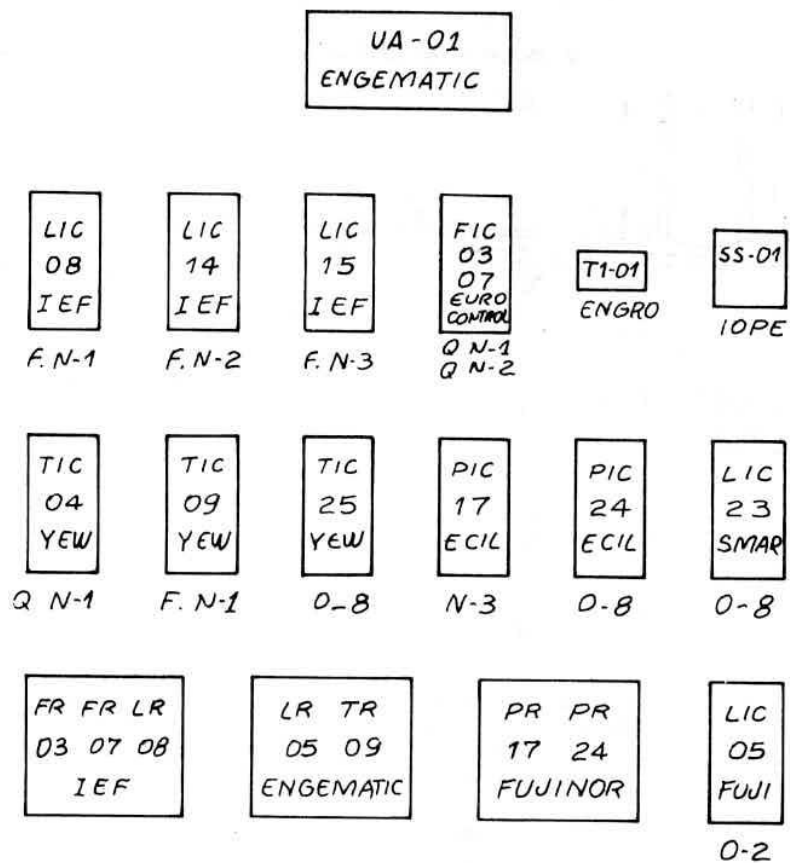 UA-01
ENGEMATIC
LIC
08
IEF
F. N-1
LIC
14
IEF
F. N-2
LIC
15
IEF
F. N-3
FIC
03
07
EURO
CONTROL
Q N-1
Q N-2
T1-01
ENGRO
SS-01
IOPE
TIC
04
YEW
Q N-1
TIC
09
YEW
F. N-1
TIC
25
YEW
0-8
PIC
17
ECIL
N-3
PIC
24
ECIL
0-8
LIC
23
SMAR
0-8
FR FR LR
03 07 08
IEF
LR TR
05 09
ENGEMATIC
PR PR
17 24
FUJINOR
LIC
05
FUJI
0-2